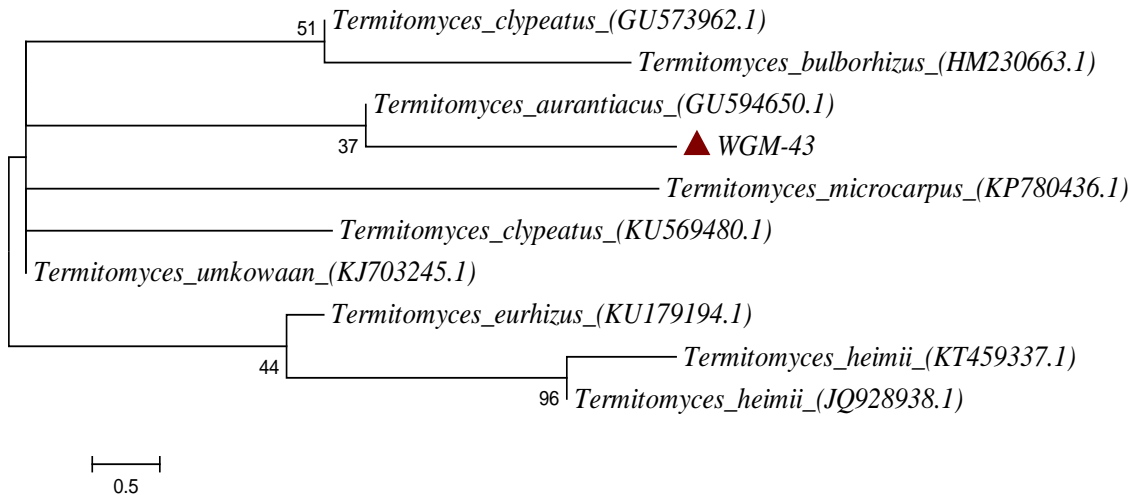 51
Termitomyces_clypeatus_(GU573962.1)
Termitomyces_bulborhizus_(HM230663.1)
Termitomyces_aurantiacus_(GU594650.1)
37
WGM-43
Termitomyces_microcarpus_(KP780436.1)
Termitomyces_clypeatus_(KU569480.1)
Termitomyces_umkowaan_(KJ703245.1)
Termitomyces_eurhizus_(KU179194.1)
44
Termitomyces_heimii_(KT459337.1)
96
Termitomyces_heimii_(JQ928938.1)
0.5